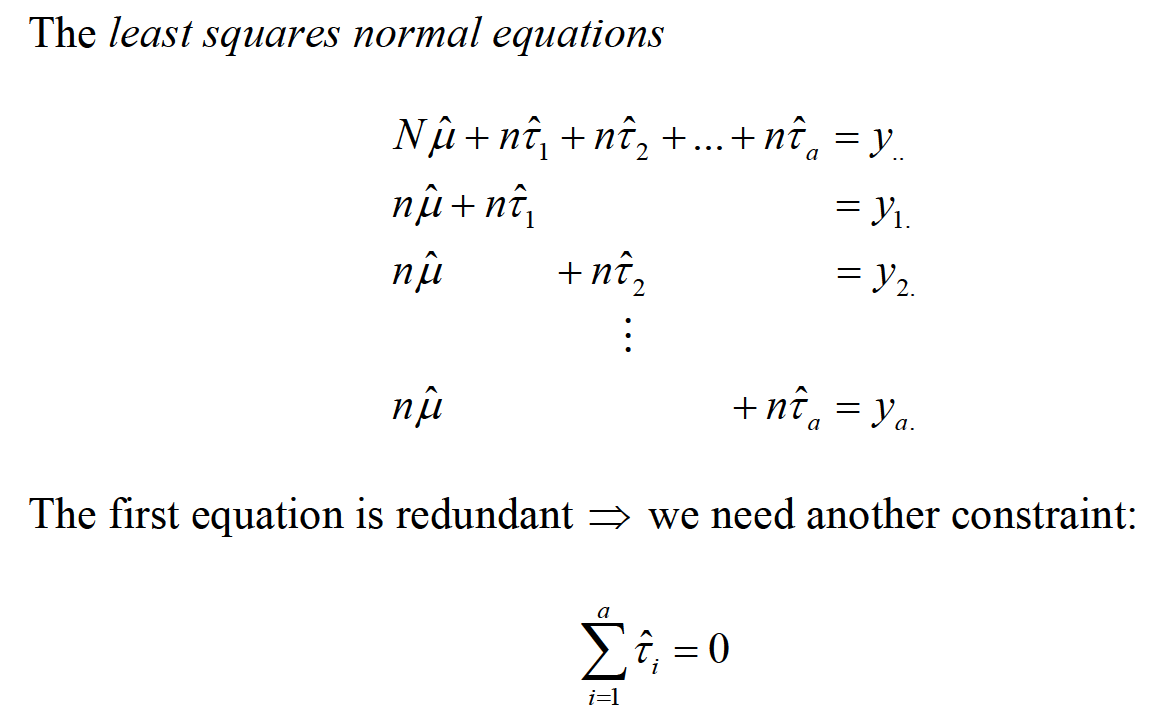 The least squares normal equations
Nμ̂ + nτ̂₁ + nτ̂₂ + ... + nτ̂ₐ = y..
nμ̂ + nτ̂₁ = y₁.
nμ̂ + nτ̂₂ = y₂.
⋮
nμ̂ + nτ̂ₐ = yₐ.
The first equation is redundant ⇒ we need another constraint:
a
∑ τ̂ᵢ = 0
i=1